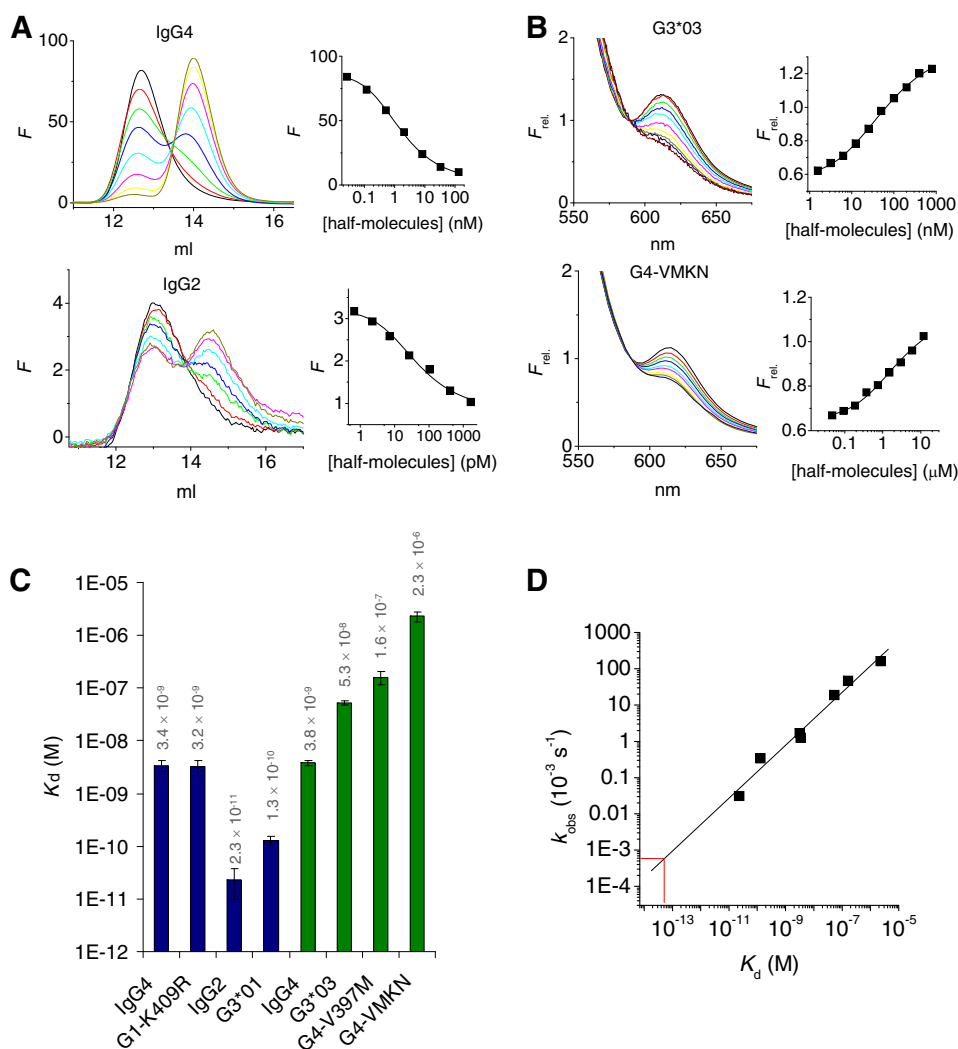 A
IgG4
F
100
50
0
12
14
16
ml
F
100
50
0
0.1
1
10
100
[half-molecules] (nM)
IgG2
F
4
2
0
12
14
16
ml
F
3
2
1
1
10
100
1000
[half-molecules] (pM)
B
G3*03
F rel.
2
1
0
550
600
650
nm
F rel.
1.2
1.0
0.8
0.6
1
10
100
1000
[half-molecules] (nM)
G4-VMKN
F rel.
2
1
0
550
600
650
nm
F rel.
1.2
1.0
0.8
0.6
0.1
1
10
[half-molecules] (μM)
C
Kd (M)
1E-05
1E-06
1E-07
1E-08
1E-09
1E-10
1E-11
1E-12
3.4 × 10⁻⁹
3.2 × 10⁻⁹
2.3 × 10⁻¹¹
1.3 × 10⁻¹⁰
3.8 × 10⁻⁹
5.3 × 10⁻⁸
1.6 × 10⁻⁷
2.3 × 10⁻⁶
IgG4
G1-K409R
IgG2
G3*01
IgG4
G3*03
G4-V397M
G4-VMKN
D
k obs (10⁻³ s⁻¹)
1000
100
10
1
0.1
0.01
1E-3
1E-4
10⁻¹³
10⁻¹¹
10⁻⁹
10⁻⁷
10⁻⁵
K d (M)